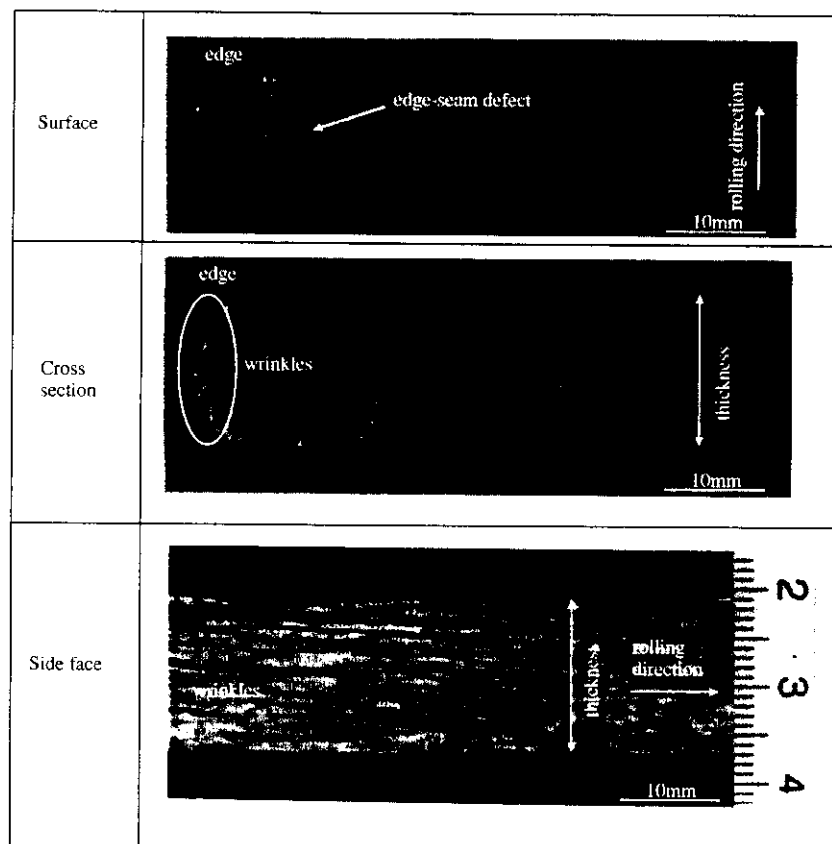 Surface
edge
edge-seam defect
rolling direction
10mm
Cross
section
edge
wrinkles
thickness
10mm
Side face
wrinkles
thickness
rolling
direction
10mm
2
3
4